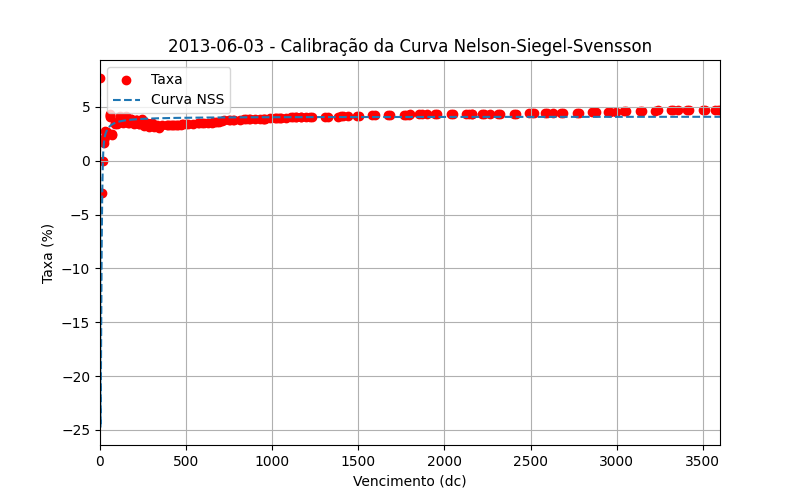 2013-06-03 - Calibração da Curva Nelson-Siegel-Svensson
Taxa
Curva NSS
5
0
−5
−10
−15
−20
−25
Taxa (%)
0 500 1000 1500 2000 2500 3000 3500
Vencimento (dc)